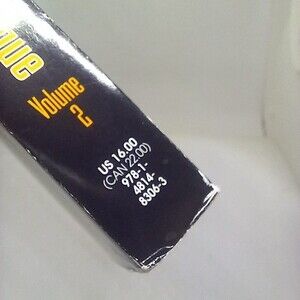 Volume
2
US 16.00
(CAN 22.00)
978-1-
4814-
8306-3